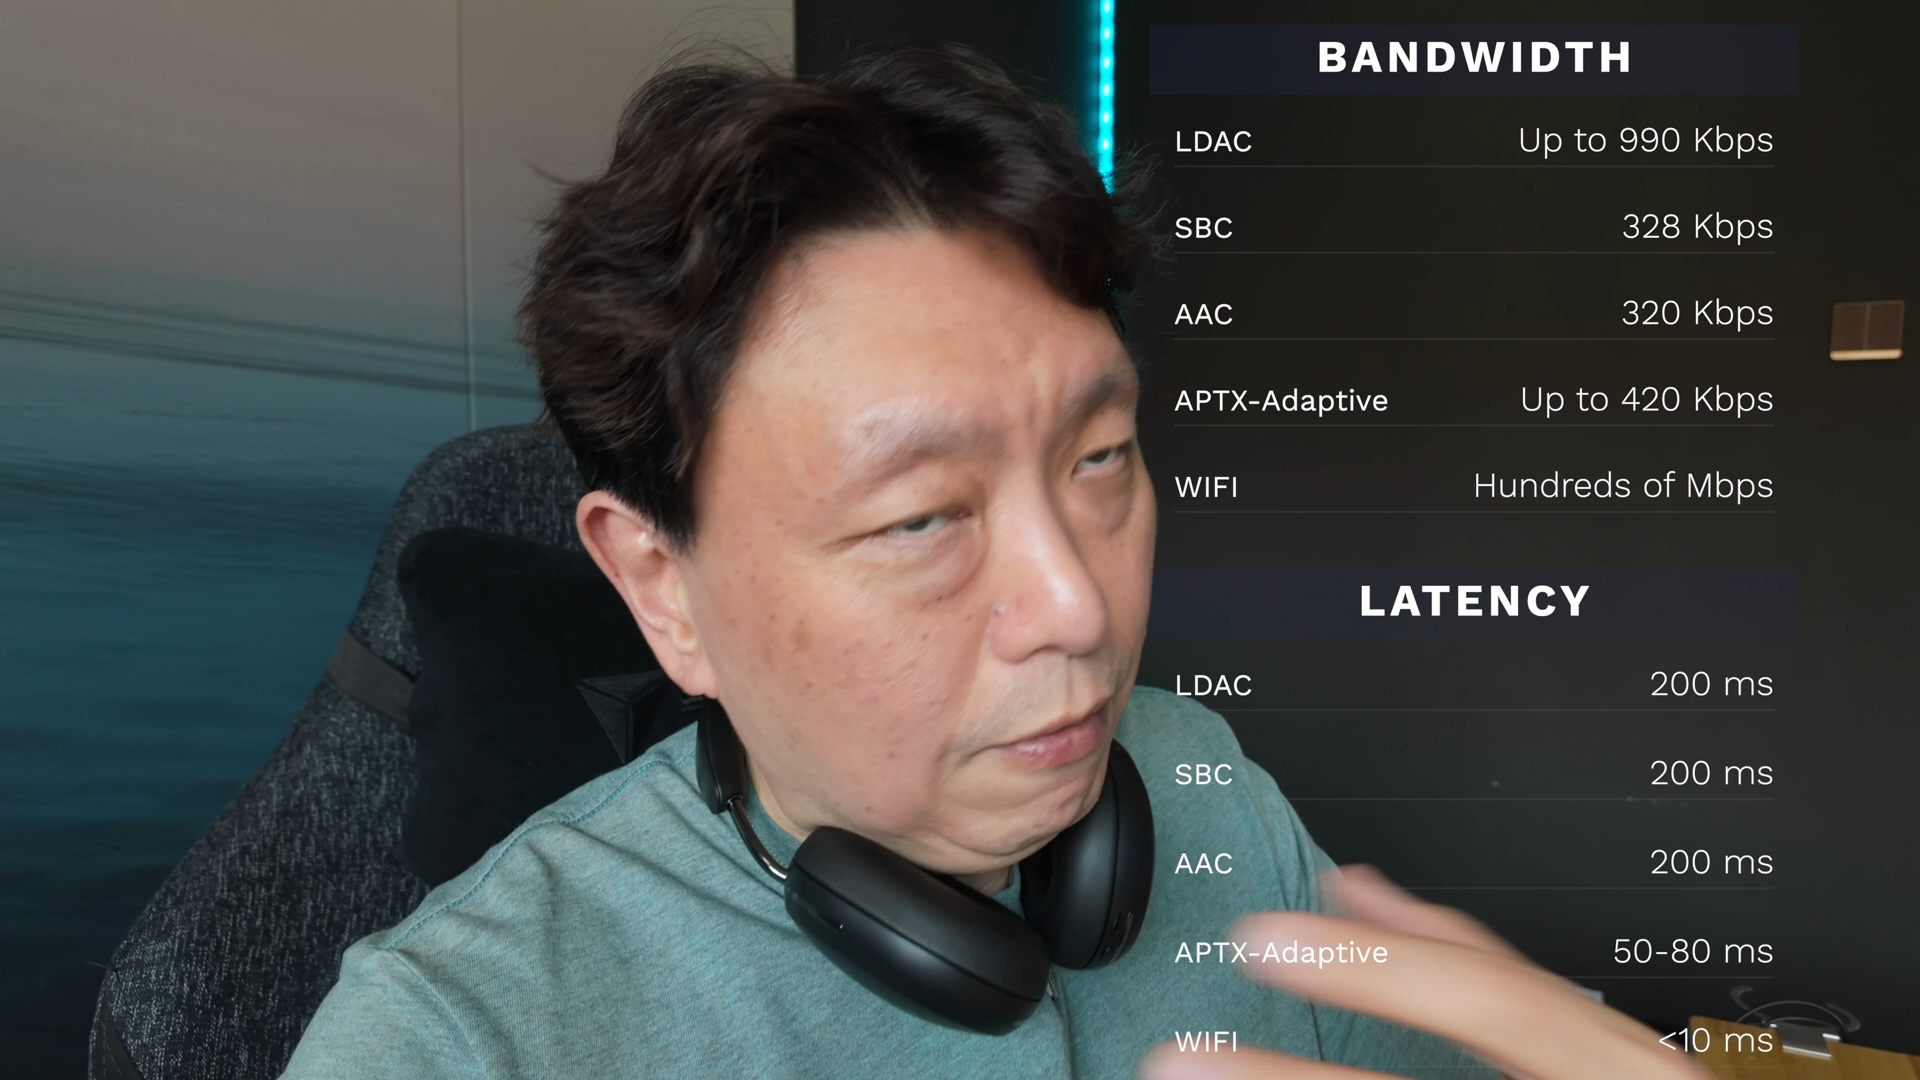 BANDWIDTH
LDAC Up to 990 Kbps
SBC 328 Kbps
AAC 320 Kbps
APTX-Adaptive Up to 420 Kbps
WIFI Hundreds of Mbps
LATENCY
LDAC 200 ms
SBC 200 ms
AAC 200 ms
APTX-Adaptive 50-80 ms
WIFI <10 ms